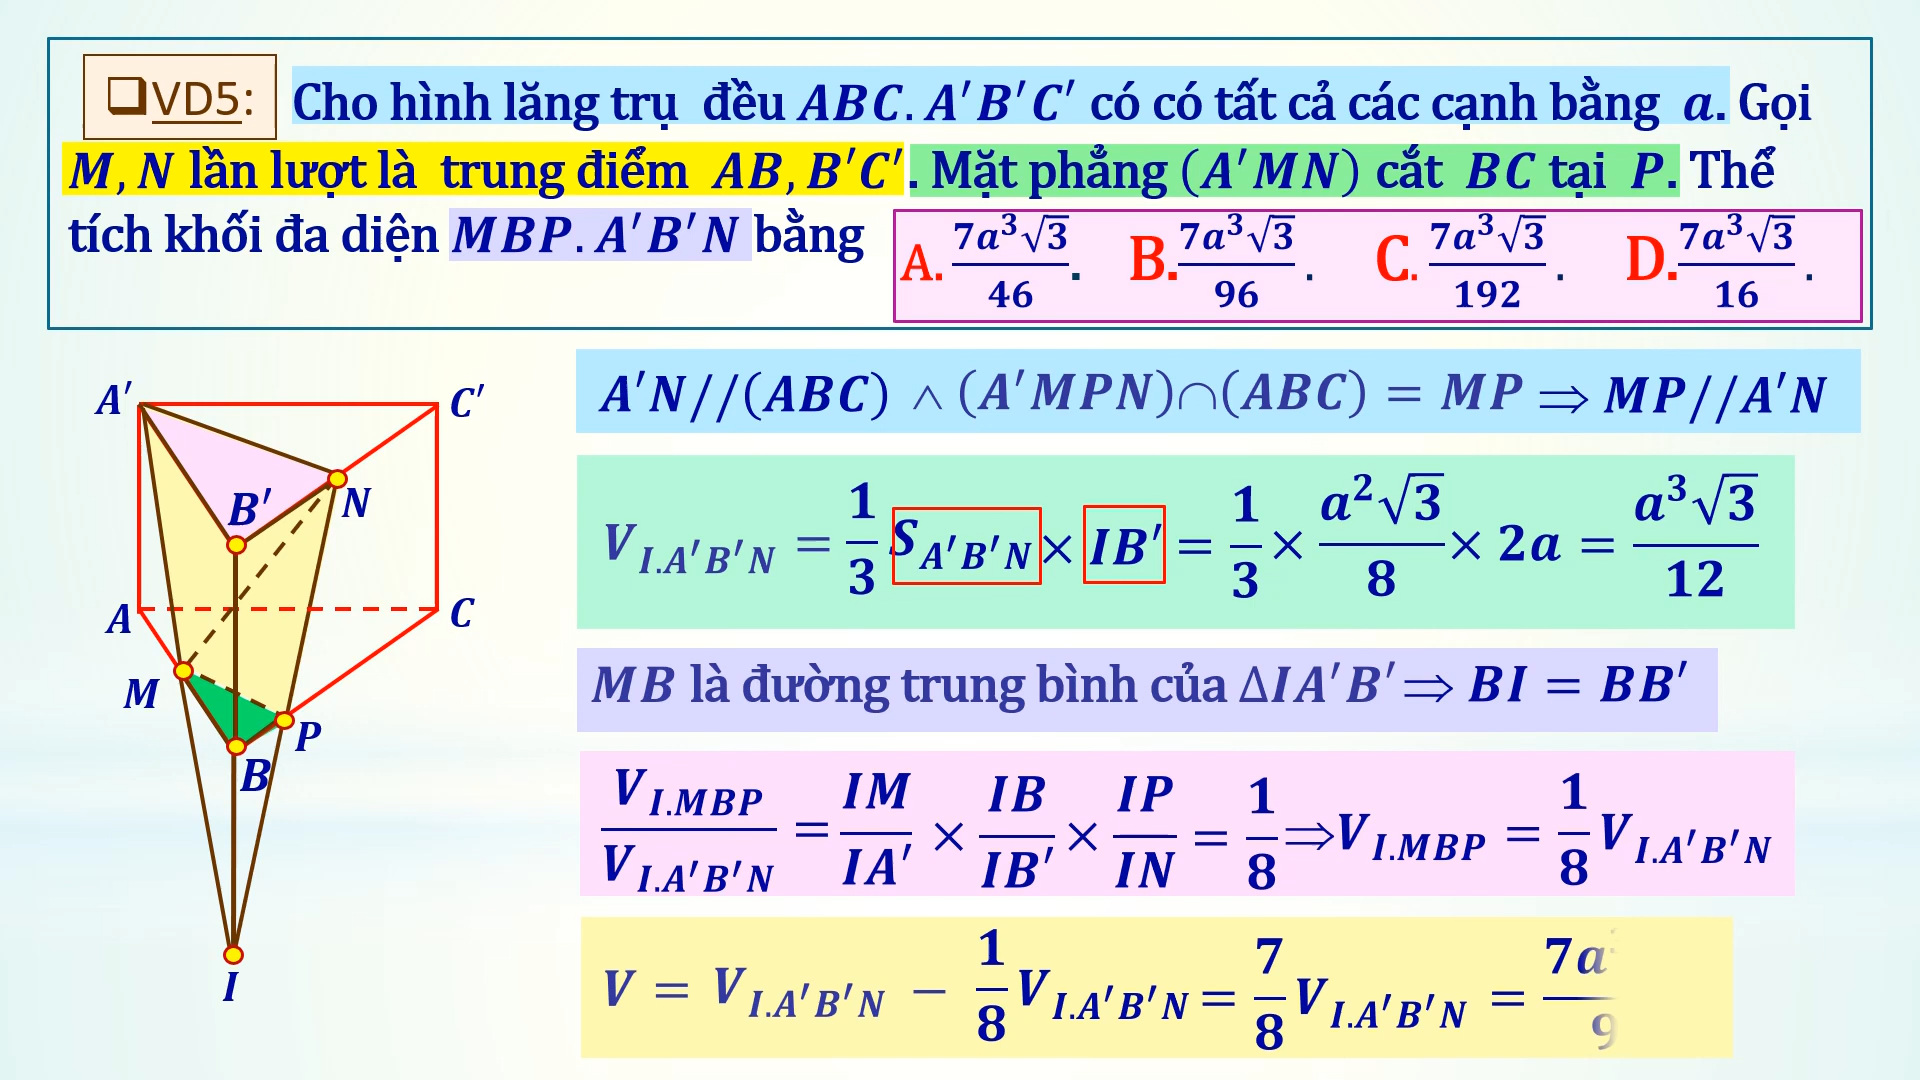 ❑VD5: Cho hình lăng trụ đều ABC.A′B′C′ có có tất cả các cạnh bằng a. Gọi
M, N lần lượt là trung điểm AB, B′C′. Mặt phẳng (A′MN) cắt BC tại P. Thể
tích khối đa diện MBP.A′B′N bằng
A. 7a³√3/46. B. 7a³√3/96. C. 7a³√3/192. D. 7a³√3/16.
A′N//(ABC) ∧ (A′MPN)∩(ABC) = MP ⇒ MP//A′N
V_{I.A′B′N} = 1/3 S_{A′B′N} × IB′ = 1/3 × a²√3/8 × 2a = a³√3/12
MB là đường trung bình của ΔIA′B′ ⇒ BI = BB′
V_{I.MBP}/V_{I.A′B′N} = IM/IA′ × IB/IB′ × IP/IN = 1/8 ⇒ V_{I.MBP} = 1/8 V_{I.A′B′N}
V = V_{I.A′B′N} − 1/8 V_{I.A′B′N} = 7/8 V_{I.A′B′N} = 7a
A′
C′
B′
N
A
C
M
P
B
I